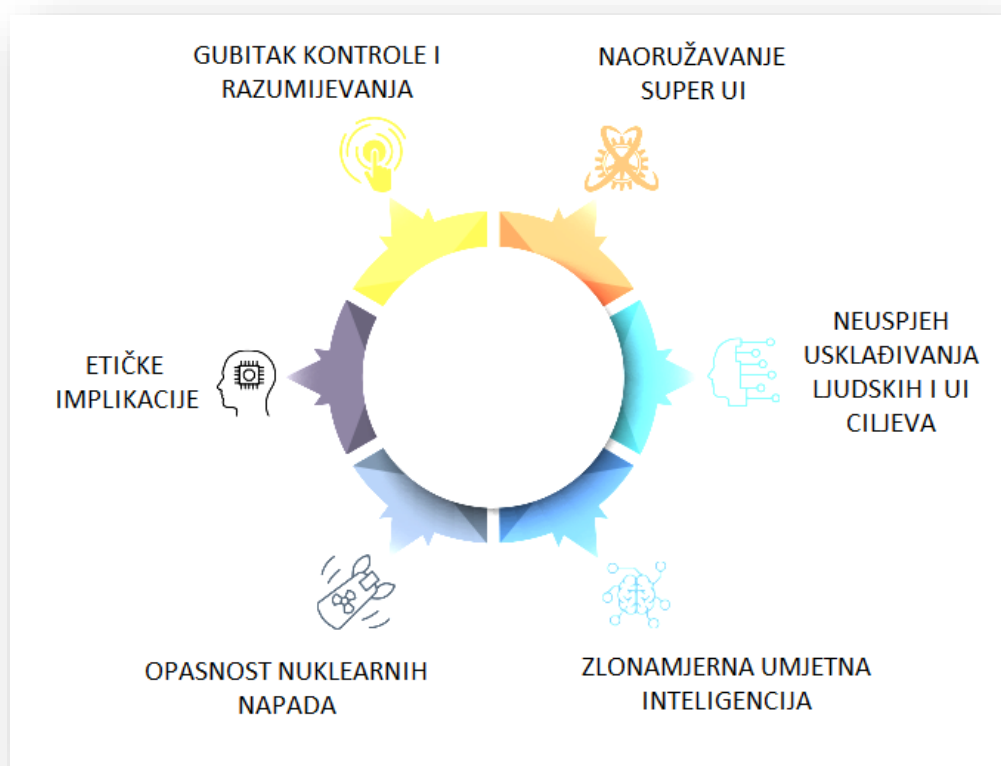 GUBITAK KONTROLE I
RAZUMIJEVANJA
NAORUŽAVANJE
SUPER UI
NEUSPJEH
USKLAĐIVANJA
LJUDSKIH I UI
CILJEVA
ZLONAMJERNA UMJETNA
INTELIGENCIJA
OPASNOST NUKLEARNIH
NAPADA
ETIČKE
IMPLIKACIJE